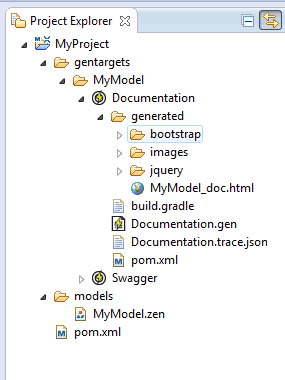 Project Explorer
MyProject
gentargets
MyModel
Documentation
generated
bootstrap
images
jquery
MyModel_doc.html
build.gradle
Documentation.gen
Documentation.trace.json
pom.xml
Swagger
models
MyModel.zen
pom.xml